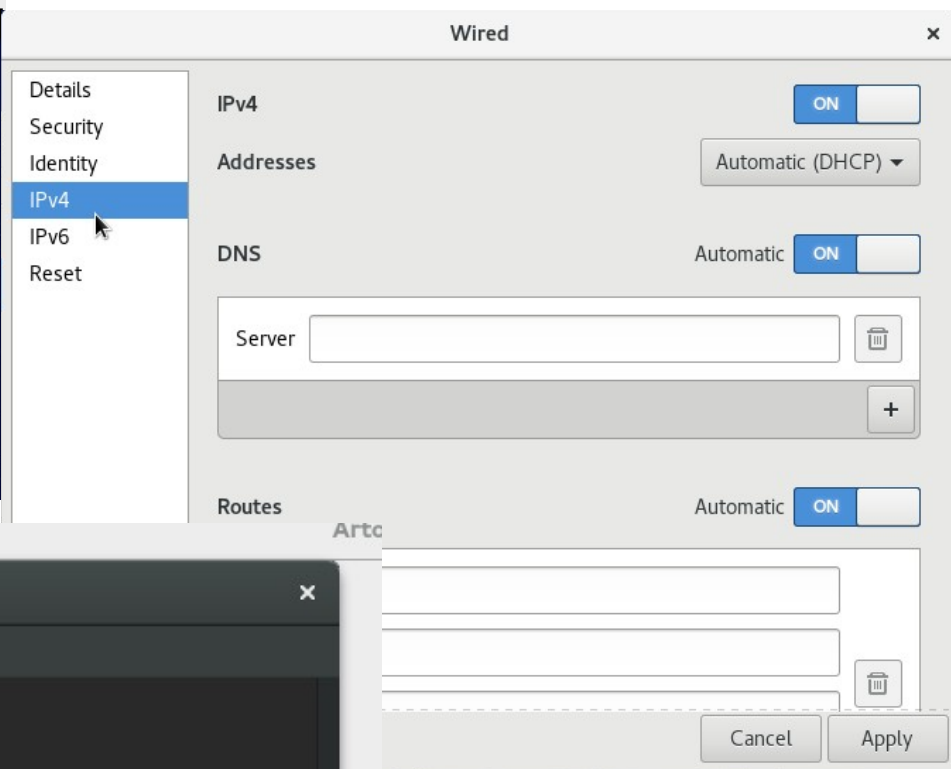 Wired
Details
Security
Identity
IPv4
IPv6
Reset
IPv4 ON
Addresses Automatic (DHCP)
DNS Automatic ON
Server
+
Routes Automatic ON
Arto
Cancel Apply